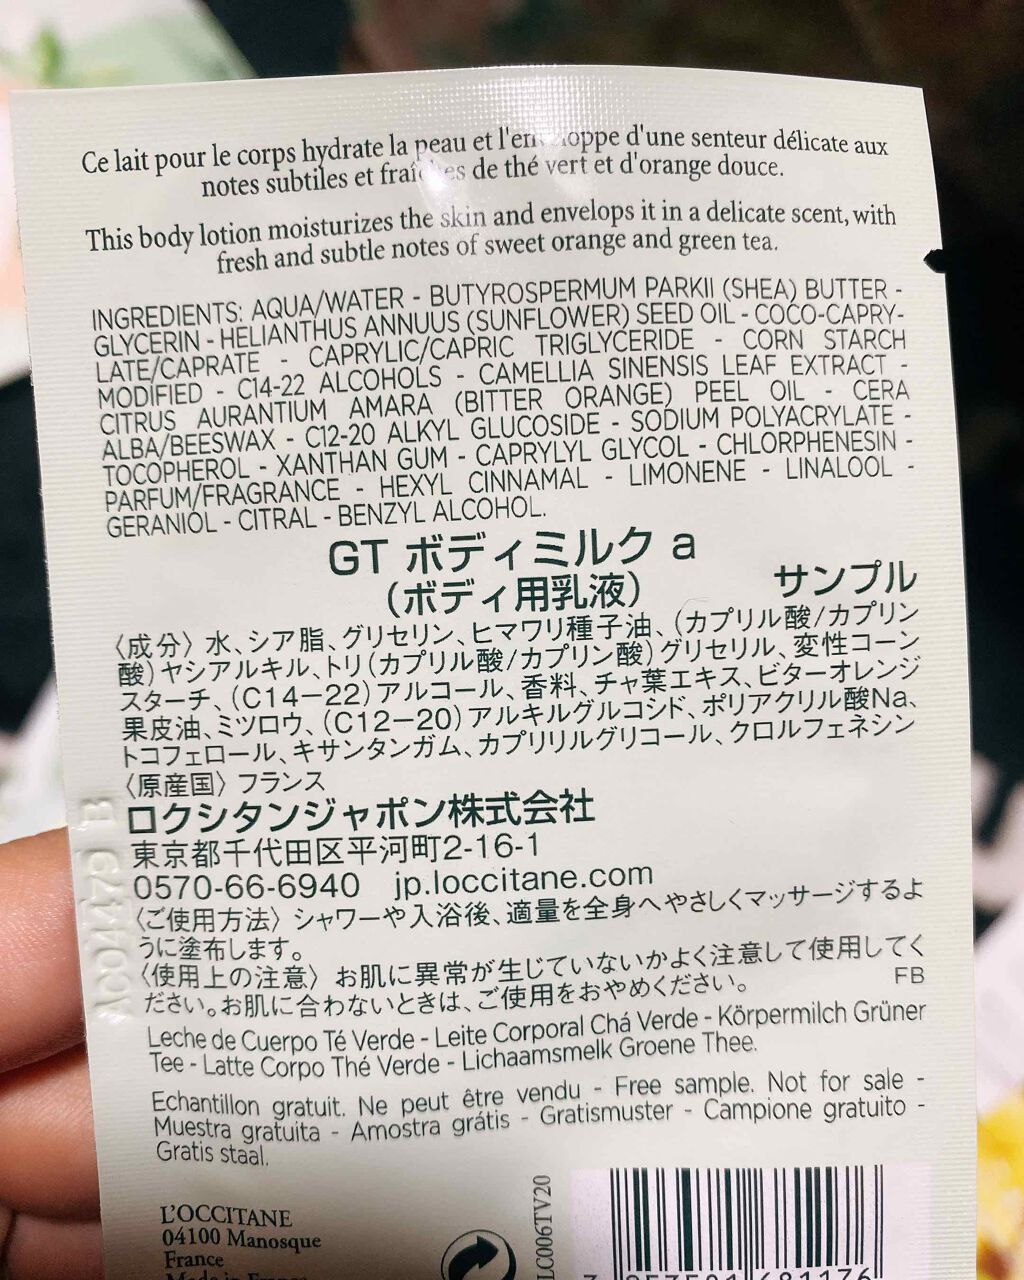 Ce lait pour le corps hydrate la peau et d'une senteur délicate aux
notes subtiles et de thé vert et d'orange douce.
This body lotion moisturizes the skin and envelops it in a delicate scent, with
fresh and subtle notes of sweet orange and green tea.
INGREDIENTS: AQUA/WATER - BUTYROSPERMUM PARKII (SHEA) BUTTER -
GLYCERIN - HELIANTHUS ANNUUS (SUNFLOWER) SEED OIL - COCO-CAPRY-
LATE/CAPRATE - CAPRYLIC/CAPRIC TRIGLYCERIDE - CORN STARCH
MODIFIED - C14-22 ALCOHOLS - CAMELLIA SINENSIS LEAF EXTRACT -
CITRUS AURANTIUM AMARA (BITTER ORANGE) PEEL OIL - CERA
ALBA/BEESWAX - C12-20 ALKYL GLUCOSIDE - SODIUM POLYACRYLATE -
TOCOPHEROL - XANTHAN GUM - CAPRYLYL GLYCOL - CHLORPHENESIN -
PARFUM/FRAGRANCE - HEXYL CINNAMAL - LIMONENE - LINALOOL -
GERANIOL - CITRAL - BENZYL ALCOHOL.
GT ボディミルク a
(ボディ用乳液) サンプル
〈成分〉水、シア脂、グリセリン、ヒマワリ種子油、(カプリル酸/カプリン
酸)ヤシアルキル、トリ(カプリル酸/カプリン酸)グリセリル、変性コーン
スターチ、(C14-22)アルコール、香料、チャ葉エキス、ビターオレンジ
果皮油、ミツロウ、(C12-20)アルキルグルコシド、ポリアクリル酸Na、
トコフェロール、キサンタンガム、カプリリルグリコール、クロルフェネシン
〈原産国〉フランス
ロクシタンジャポン株式会社
東京都千代田区平河町2-16-1
0570-66-6940 jp.loccitane.com
〈ご使用方法〉シャワーや入浴後、適量を全身へやさしくマッサージするよ
うに塗布します。
〈使用上の注意〉お肌に異常が生じていないかよく注意して使用してく
ださい。お肌に合わないときは、ご使用をおやめください。 FB
Leche de Cuerpo Té Verde - Leite Corporal Chá Verde - Körpermilch Grüner
Tee - Latte Corpo Thé Verde - Lichaamsmelk Groene Thee.
Echantillon gratuit. Ne peut être vendu - Free sample. Not for sale -
Muestra gratuita - Amostra grátis - Gratismuster - Campione gratuito -
Gratis staal.
L'OCCITANE
04100 Manosque
France
LC006TV20